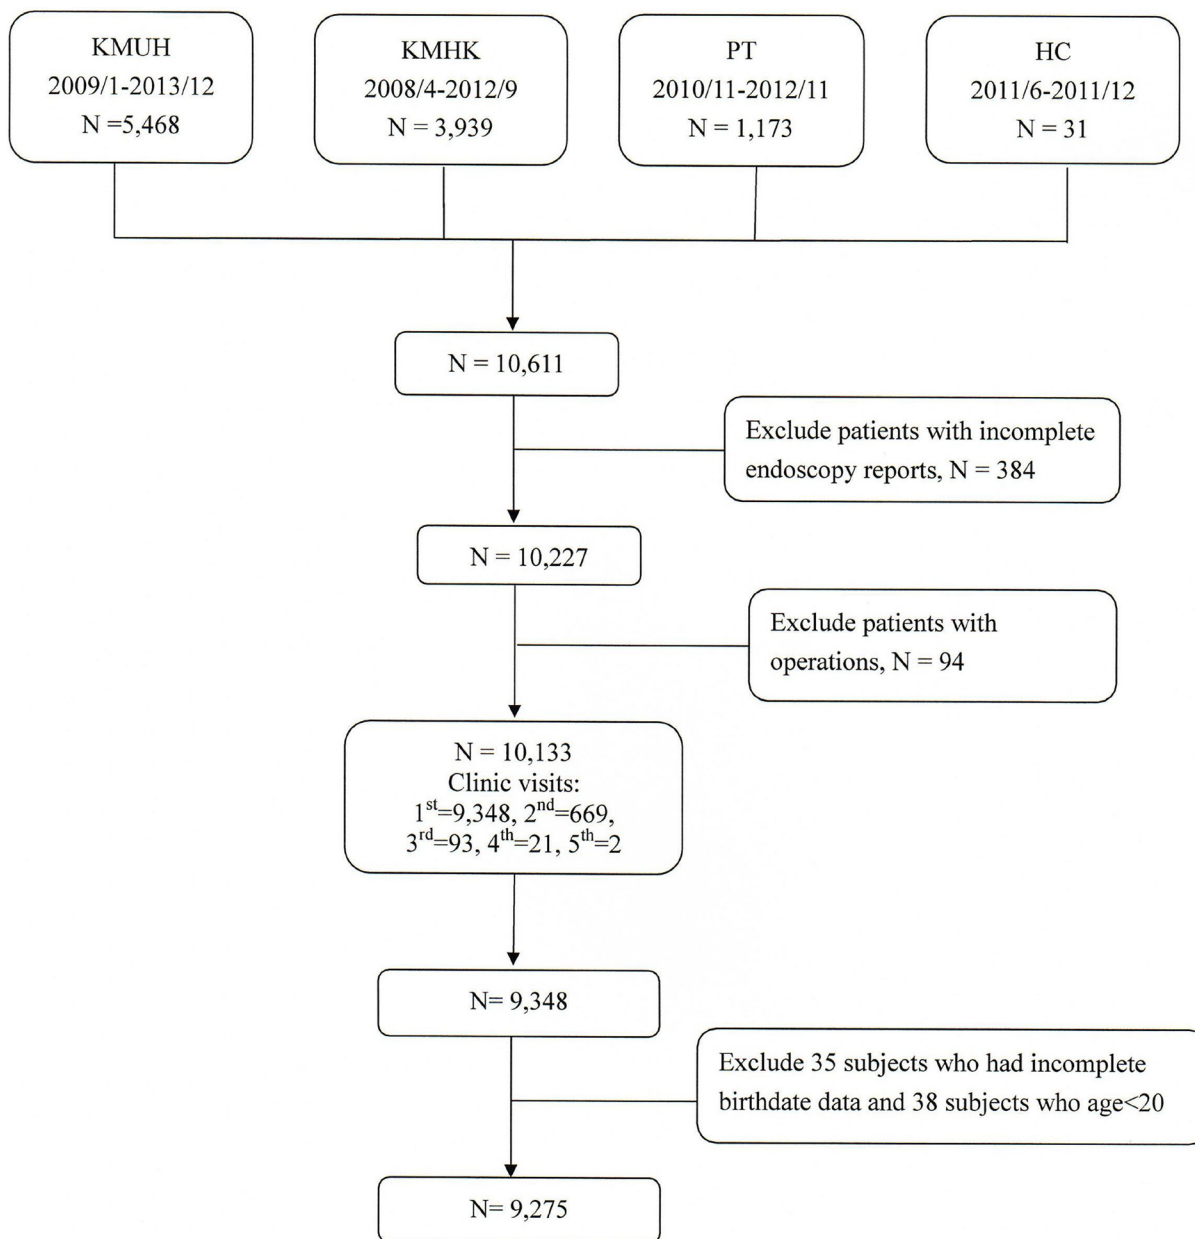 KMUH
2009/1-2013/12
N =5,468
KMHK
2008/4-2012/9
N = 3,939
PT
2010/11-2012/11
N = 1,173
HC
2011/6-2011/12
N = 31
N = 10,611
Exclude patients with incomplete
endoscopy reports, N = 384
N = 10,227
Exclude patients with
operations, N = 94
N = 10,133
Clinic visits:
1st=9,348, 2nd=669,
3rd=93, 4th=21, 5th=2
N= 9,348
Exclude 35 subjects who had incomplete
birthdate data and 38 subjects who age<20
N= 9,275